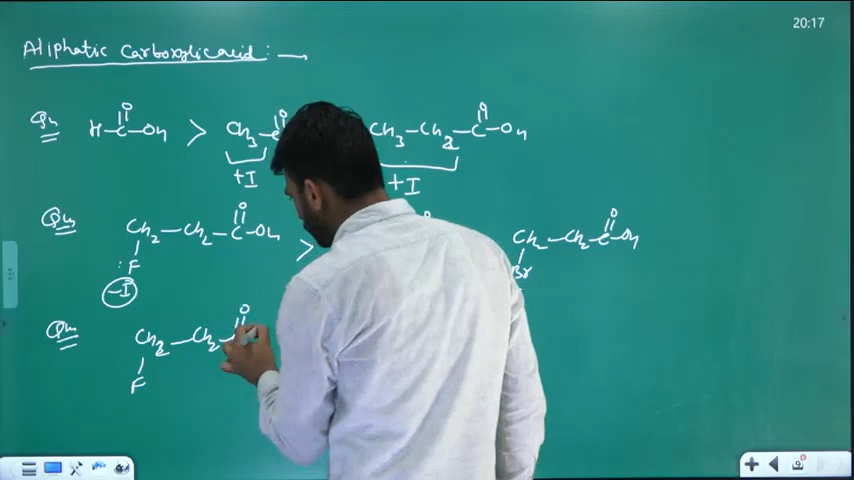 20:17
Aliphatic Carboxylic acid : —
Qn H-C-OH > CH3-C CH3-CH2-C-OH
O O O
+I +I
Qn CH2-CH2-C-OH > CH2-CH2-C-OH
O O
:F Br
-I
Qn CH2-CH2
O
F